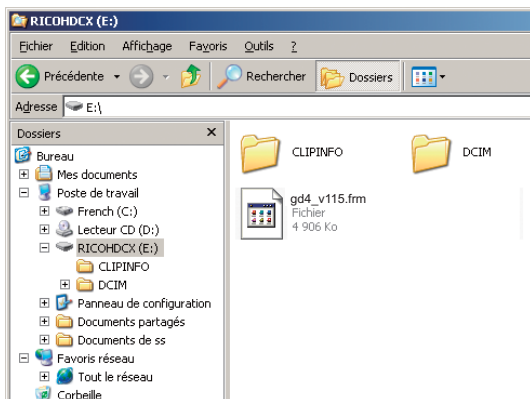 RICOHDCX (E:)
Fichier Edition Affichage Favoris Outils ?
Précédente Rechercher Dossiers
Adresse E:\
Dossiers x
Bureau
Mes documents
Poste de travail
French (C:)
Lecteur CD (D:)
RICOHDCX (E:)
CLIPINFO
DCIM
Panneau de configuration
Documents partagés
Documents de ss
Favoris réseau
Tout le réseau
Corbeille
CLIPINFO DCIM
gd4_v115.frm
Fichier
4 906 Ko